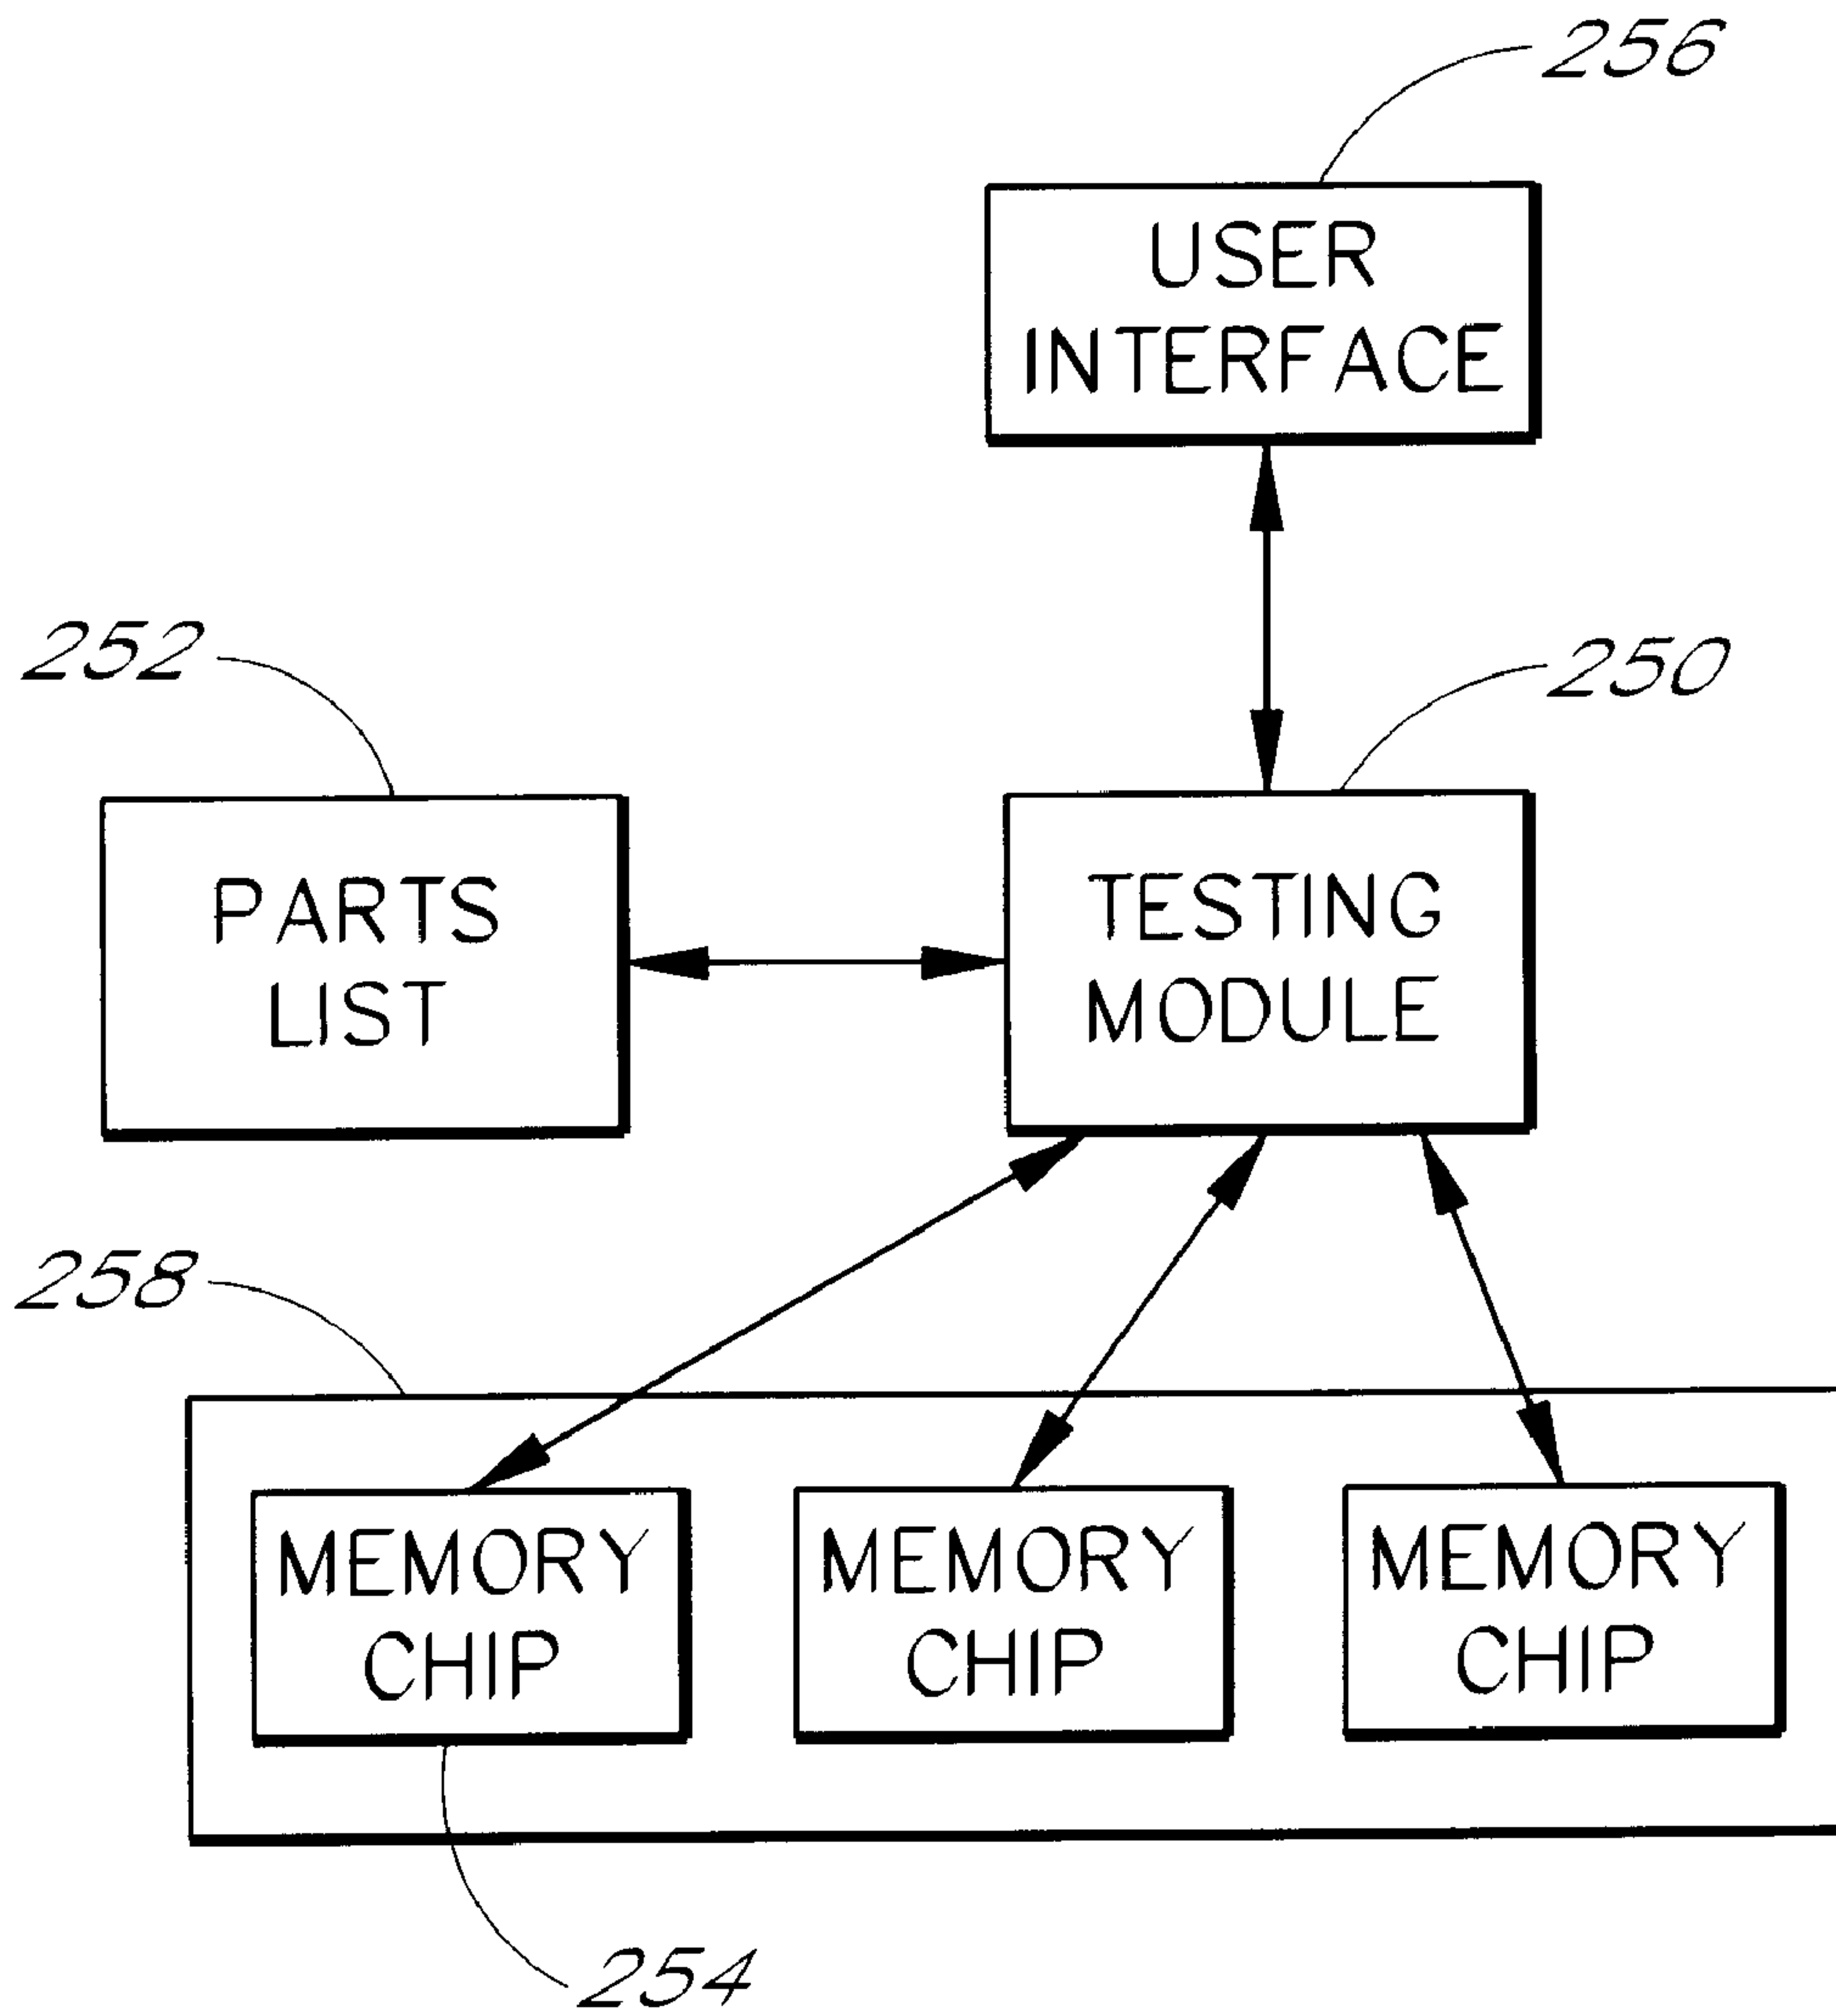 256
USER
INTERFACE
252
250
PARTS
LIST
TESTING
MODULE
258
MEMORY
CHIP
MEMORY
CHIP
MEMORY
CHIP
254